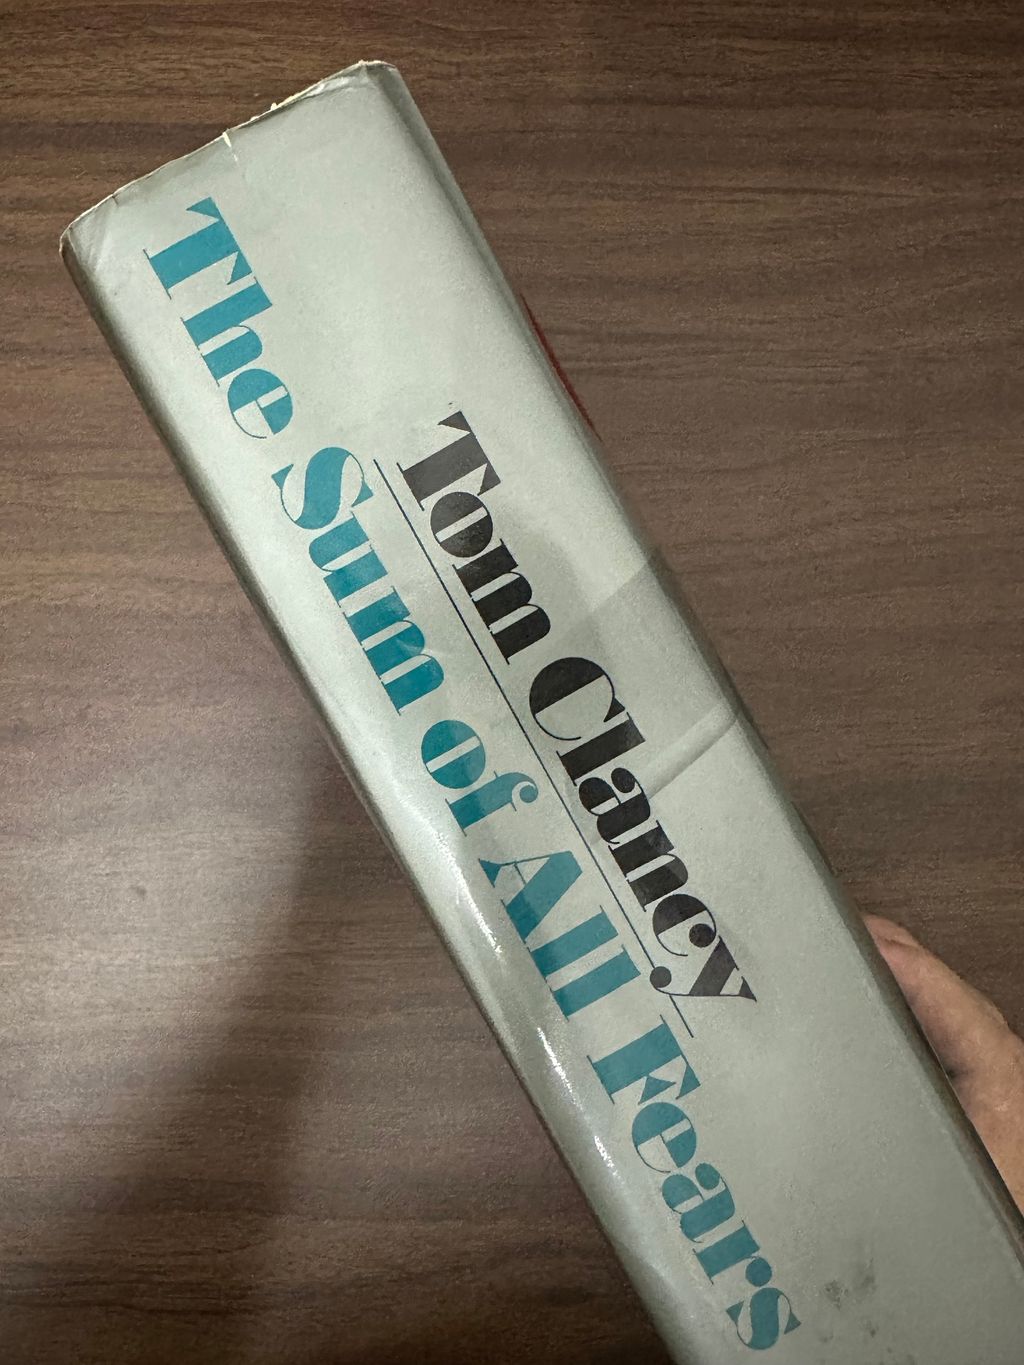 Tom Clancy
The Sum of All Fears